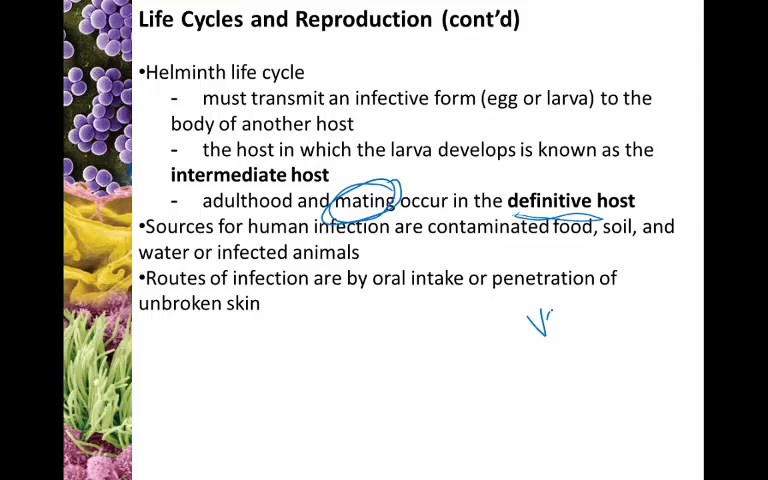 Life Cycles and Reproduction (cont’d)
•Helminth life cycle
- must transmit an infective form (egg or larva) to the
body of another host
- the host in which the larva develops is known as the
intermediate host
- adulthood and mating occur in the definitive host
•Sources for human infection are contaminated food, soil, and
water or infected animals
•Routes of infection are by oral intake or penetration of
unbroken skin